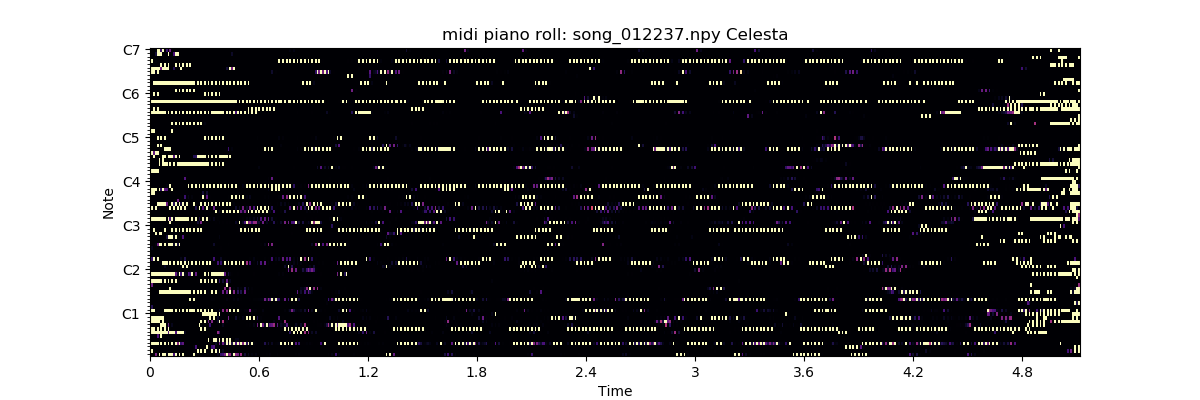 midi piano roll: song_012237.npy Celesta
C7
C6
C5
C4
C3
C2
C1
Note
0 0.6 1.2 1.8 2.4 3 3.6 4.2 4.8
Time